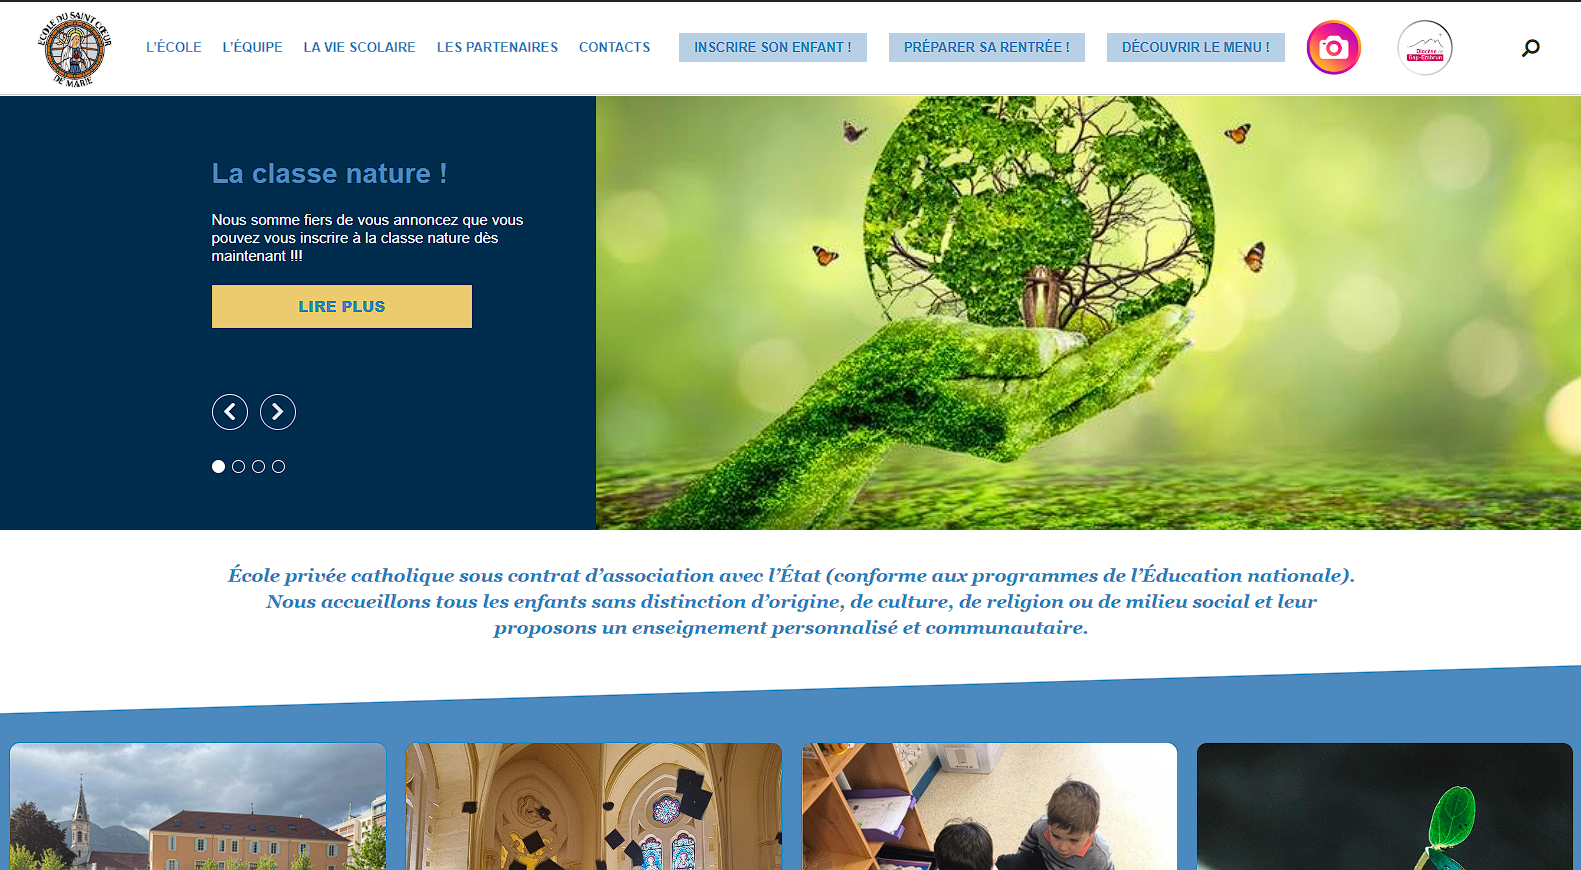 ECOLE DU SAINT CŒUR
DE MARIE
L'ÉCOLE
L'ÉQUIPE
LA VIE SCOLAIRE
LES PARTENAIRES
CONTACTS
INSCRIRE SON ENFANT !
PRÉPARER SA RENTRÉE !
DÉCOUVRIR LE MENU !
Diocèse de
Gap-Embrun
La classe nature !
Nous somme fiers de vous annoncez que vous
pouvez vous inscrire à la classe nature dès
maintenant !!!
LIRE PLUS
École privée catholique sous contrat d’association avec l’État (conforme aux programmes de l’Éducation nationale).
Nous accueillons tous les enfants sans distinction d’origine, de culture, de religion ou de milieu social et leur
proposons un enseignement personnalisé et communautaire.